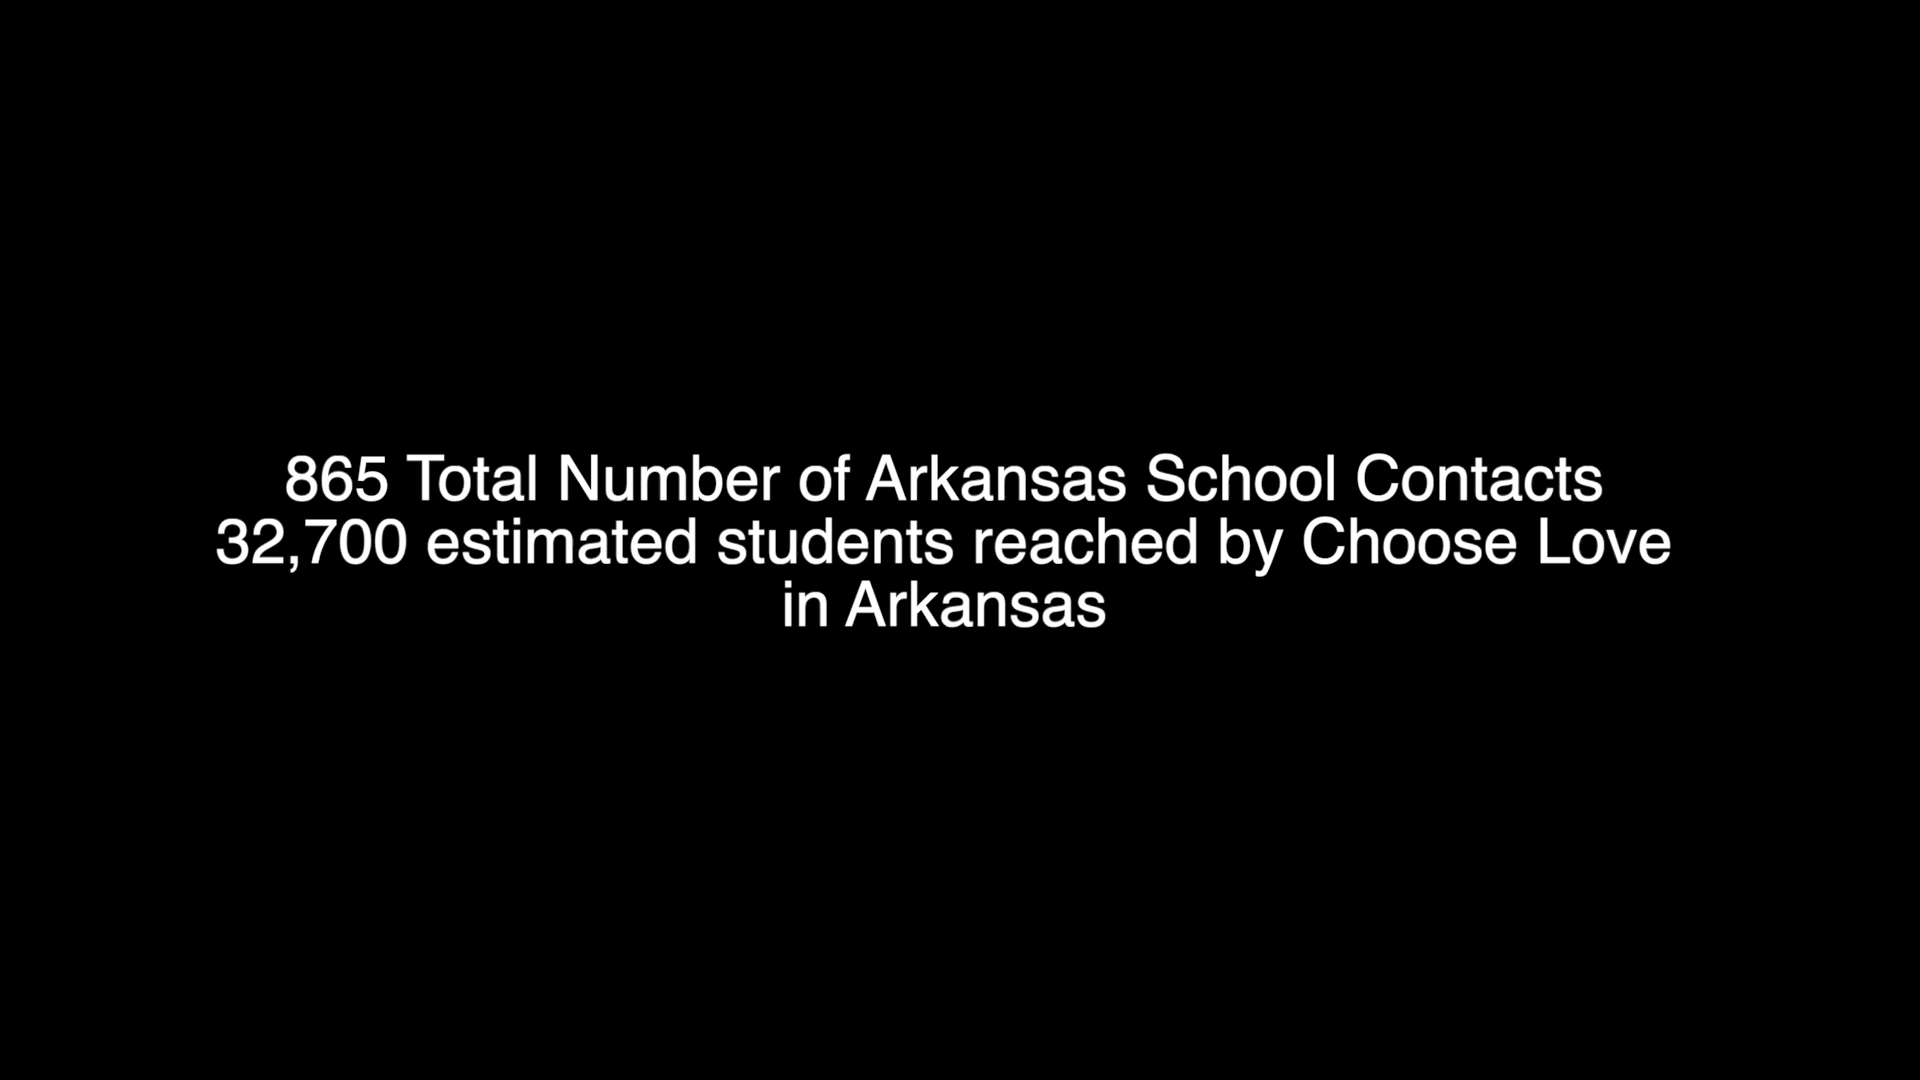 865 Total Number of Arkansas School Contacts
32,700 estimated students reached by Choose Love
in Arkansas